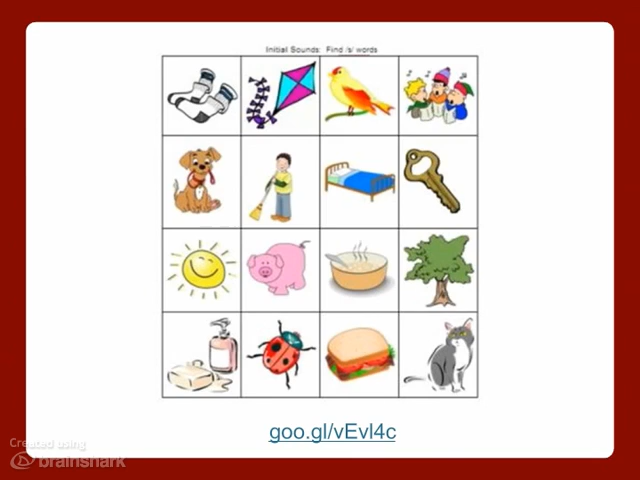 Initial Sounds: Find /s/ words
goo.gl/vEvl4c
Created using
brainshark